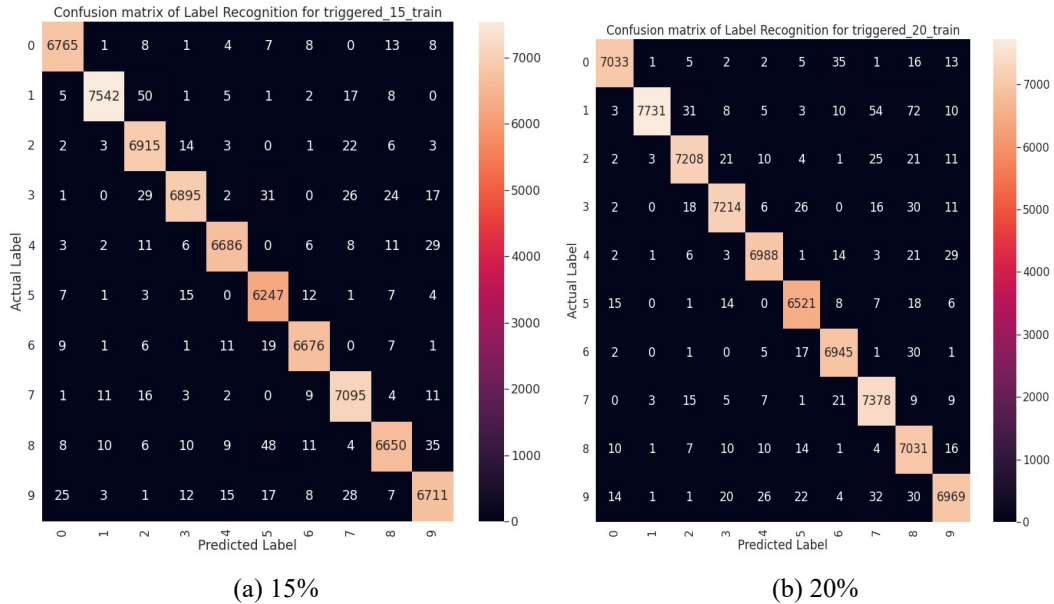 Confusion matrix of Label Recognition for triggered_15_train
0 6765 1 8 1 4 7 8 0 13 8
1 5 7542 50 1 5 1 2 17 8 0
2 2 3 6915 14 3 0 1 22 6 3
3 1 0 29 6895 2 31 0 26 24 17
4 3 2 11 6 6686 0 6 8 11 29
5 7 1 3 15 0 6247 12 1 7 4
6 9 1 6 1 11 19 6676 0 7 1
7 1 11 16 3 2 0 9 7095 4 11
8 8 10 6 10 9 48 11 4 6650 35
9 25 3 1 12 15 17 8 28 7 6711
0 1 2 3 4 5 6 7 8 9
Predicted Label
Actual Label
7000
6000
5000
4000
3000
2000
1000
0
(a) 15%
Confusion matrix of Label Recognition for triggered_20_train
0 7033 1 5 2 2 5 35 1 16 13
1 3 7731 31 8 5 3 10 54 72 10
2 2 3 7208 21 10 4 1 25 21 11
3 2 0 18 7214 6 26 0 16 30 11
4 2 1 6 3 6988 1 14 3 21 29
5 15 0 1 14 0 6521 8 7 18 6
6 2 0 1 0 5 17 6945 1 30 1
7 0 3 15 5 7 1 21 7378 9 9
8 10 1 7 10 10 14 1 4 7031 16
9 14 1 1 20 26 22 4 32 30 6969
0 1 2 3 4 5 6 7 8 9
Predicted Label
Actual Label
7000
6000
5000
4000
3000
2000
1000
0
(b) 20%